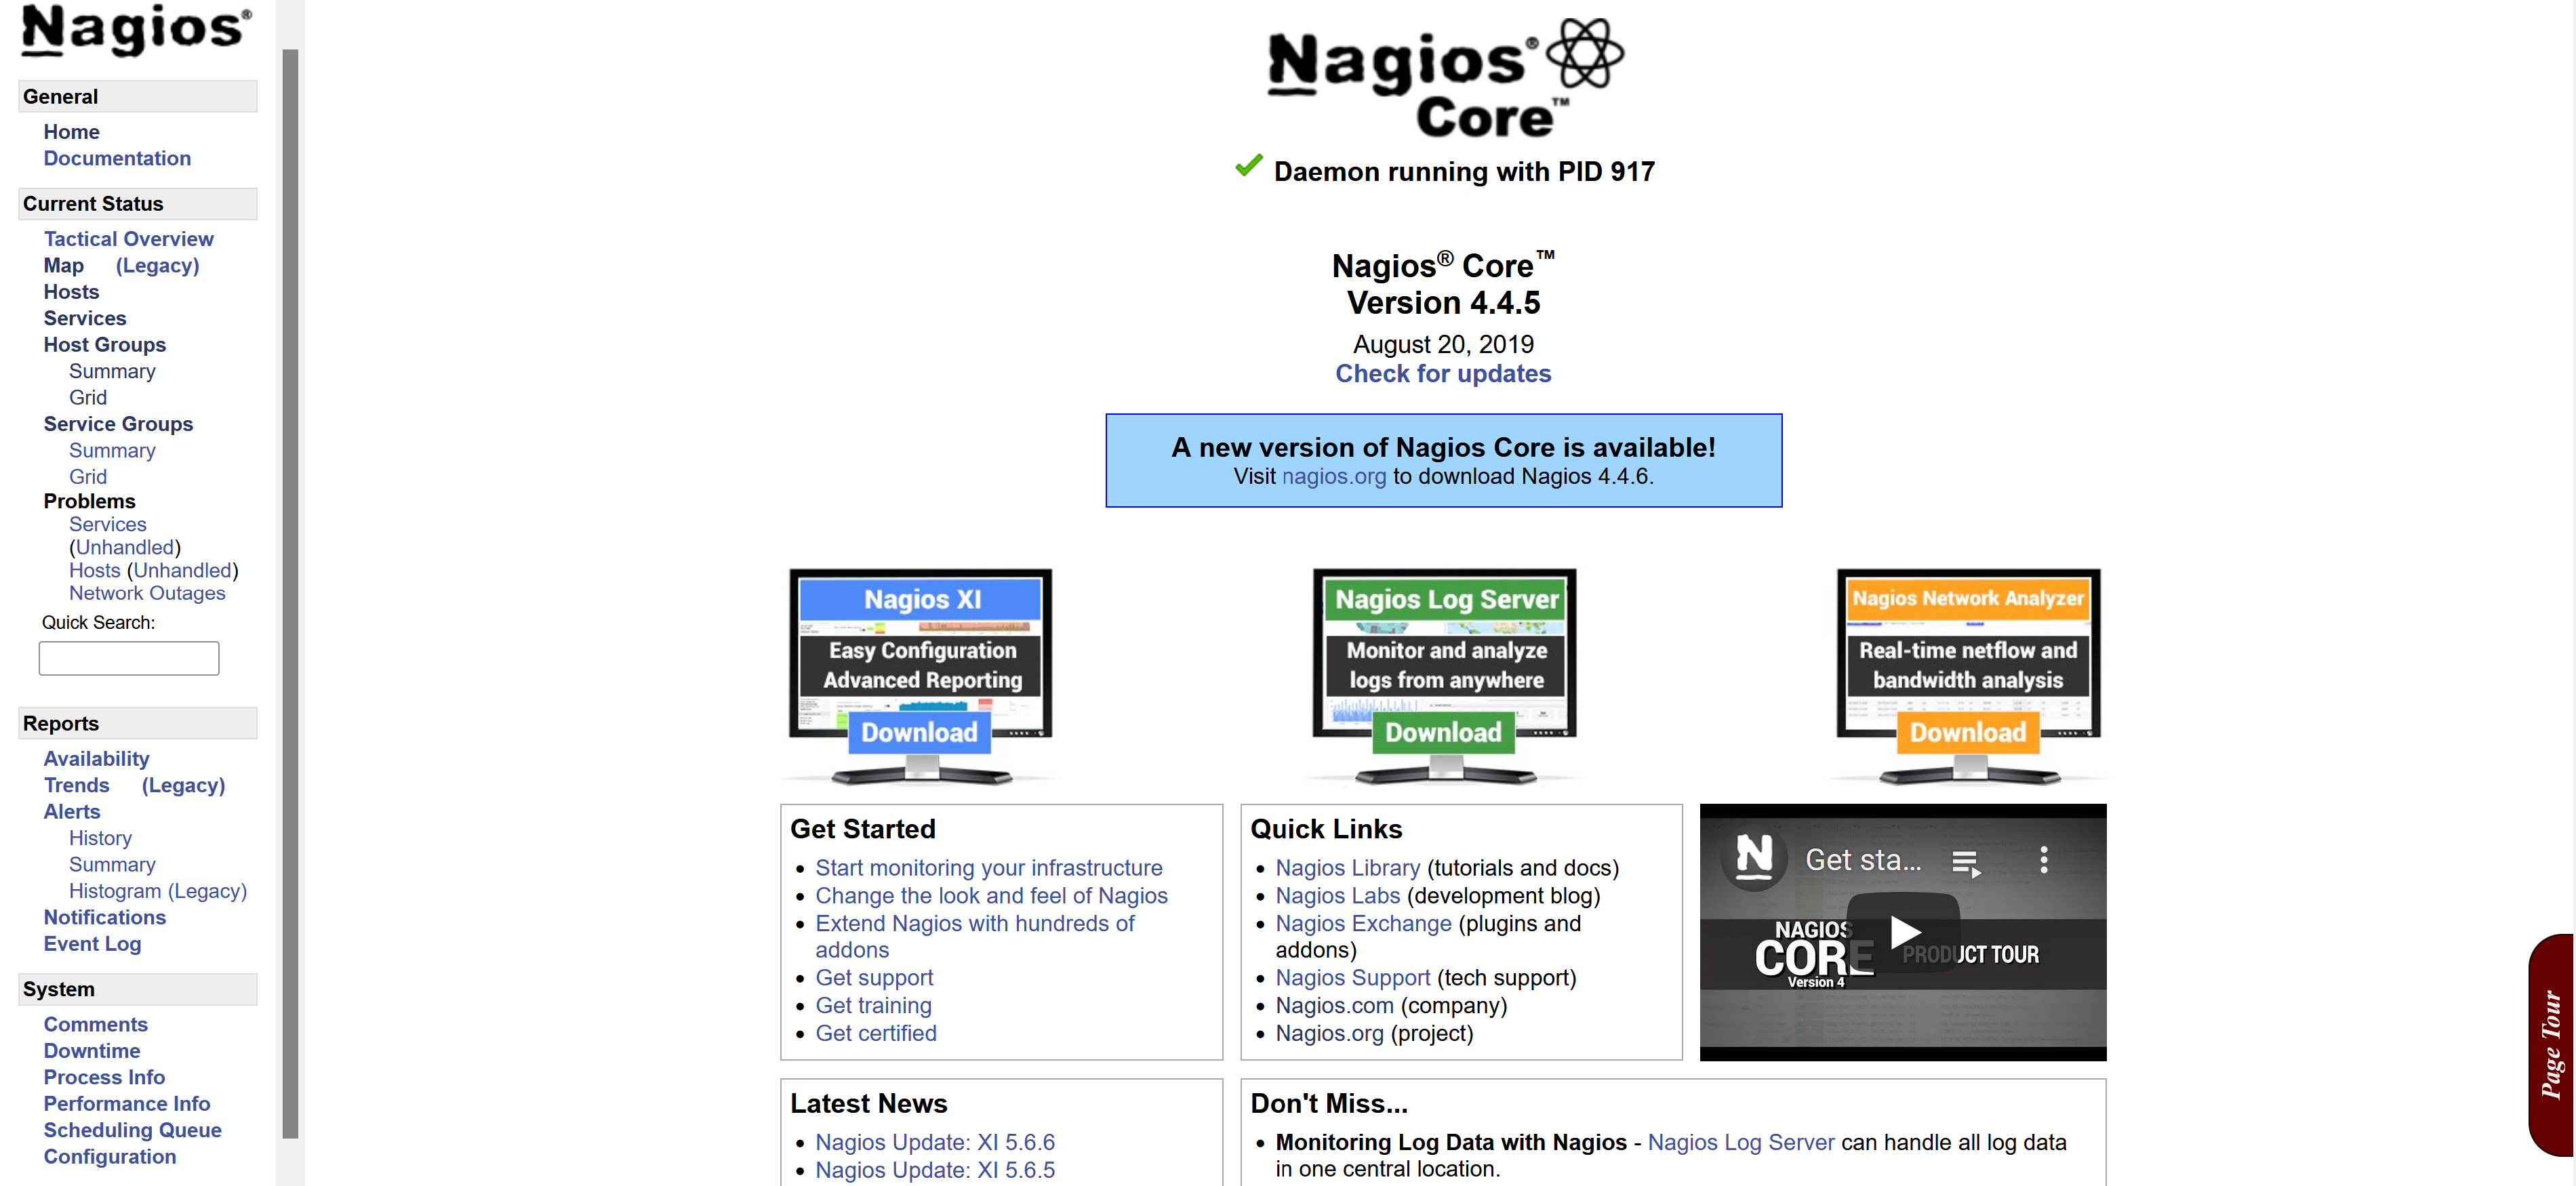 Nagios®
General
Home
Documentation
Current Status
Tactical Overview
Map (Legacy)
Hosts
Services
Host Groups
Summary
Grid
Service Groups
Summary
Grid
Problems
Services
(Unhandled)
Hosts (Unhandled)
Network Outages
Quick Search:
Reports
Availability
Trends (Legacy)
Alerts
History
Summary
Histogram (Legacy)
Notifications
Event Log
System
Comments
Downtime
Process Info
Performance Info
Scheduling Queue
Configuration
Nagios®
Core™
Daemon running with PID 917
Nagios® Core™
Version 4.4.5
August 20, 2019
Check for updates
A new version of Nagios Core is available!
Visit nagios.org to download Nagios 4.4.6.
Nagios XI
Easy Configuration
Advanced Reporting
Download
Nagios Log Server
Monitor and analyze
logs from anywhere
Download
Nagios Network Analyzer
Real-time netflow and
bandwidth analysis
Download
Get Started
Start monitoring your infrastructure
Change the look and feel of Nagios
Extend Nagios with hundreds of
addons
Get support
Get training
Get certified
Quick Links
Nagios Library (tutorials and docs)
Nagios Labs (development blog)
Nagios Exchange (plugins and
addons)
Nagios Support (tech support)
Nagios.com (company)
Nagios.org (project)
N Get sta...
NAGIOS
CORE PRODUCT TOUR
Version 4
Latest News
Nagios Update: XI 5.6.6
Nagios Update: XI 5.6.5
Don't Miss...
Monitoring Log Data with Nagios - Nagios Log Server can handle all log data
in one central location.
Page Tour